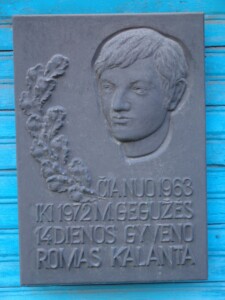 ČIA NUO 1963
IKI 1972 M. GEGUŽĖS
14 DIENOS GYVENO
ROMAS KALANTA